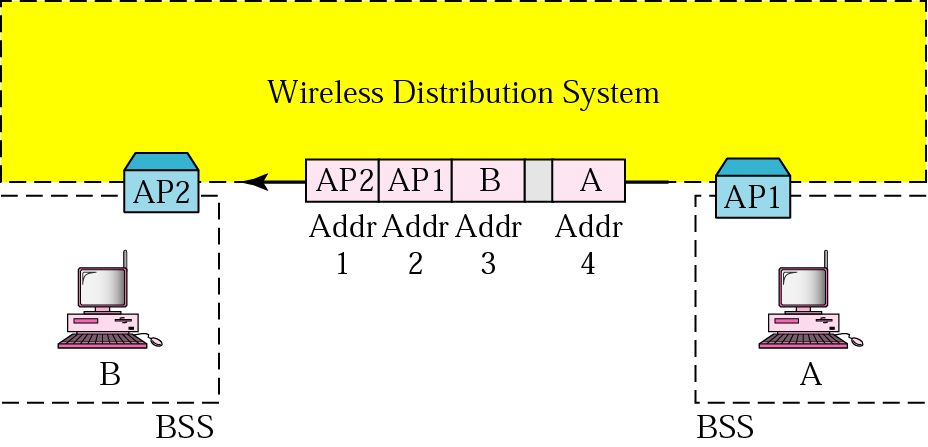 Wireless Distribution System
AP2
AP2 AP1 B A
AP1
Addr Addr Addr Addr
1 2 3 4
B
A
BSS
BSS